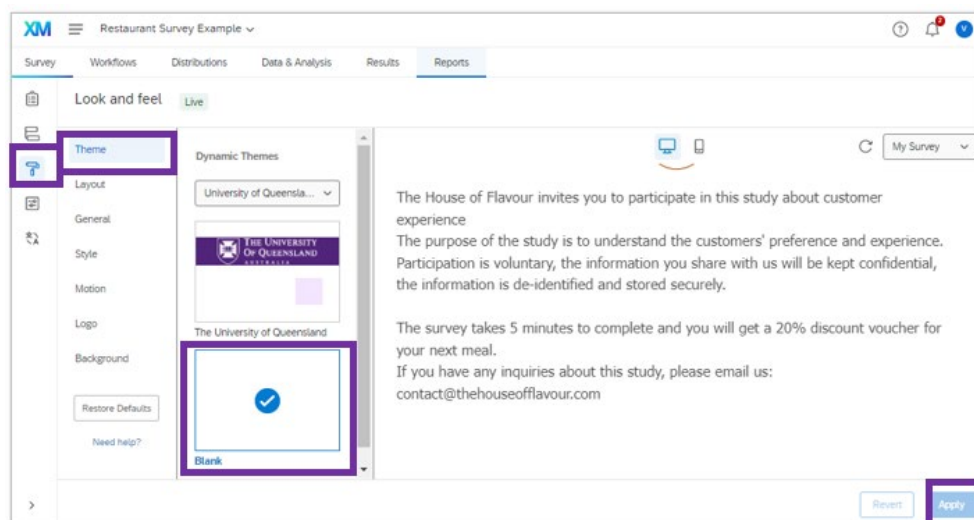 XM
Restaurant Survey Example
?
2
V
Survey
Workflows
Distributions
Data & Analysis
Results
Reports
Look and feel
Live
Theme
Layout
General
Style
Motion
Logo
Background
Restore Defaults
Need help?
Dynamic Themes
University of Queensla...
THE UNIVERSITY
OF QUEENSLAND
AUSTRALIA
The University of Queensland
Blank
My Survey
The House of Flavour invites you to participate in this study about customer
experience
The purpose of the study is to understand the customers' preference and experience.
Participation is voluntary, the information you share with us will be kept confidential,
the information is de-identified and stored securely.
The survey takes 5 minutes to complete and you will get a 20% discount voucher for
your next meal.
If you have any inquiries about this study, please email us:
contact@thehouseofflavour.com
Revert
Apply